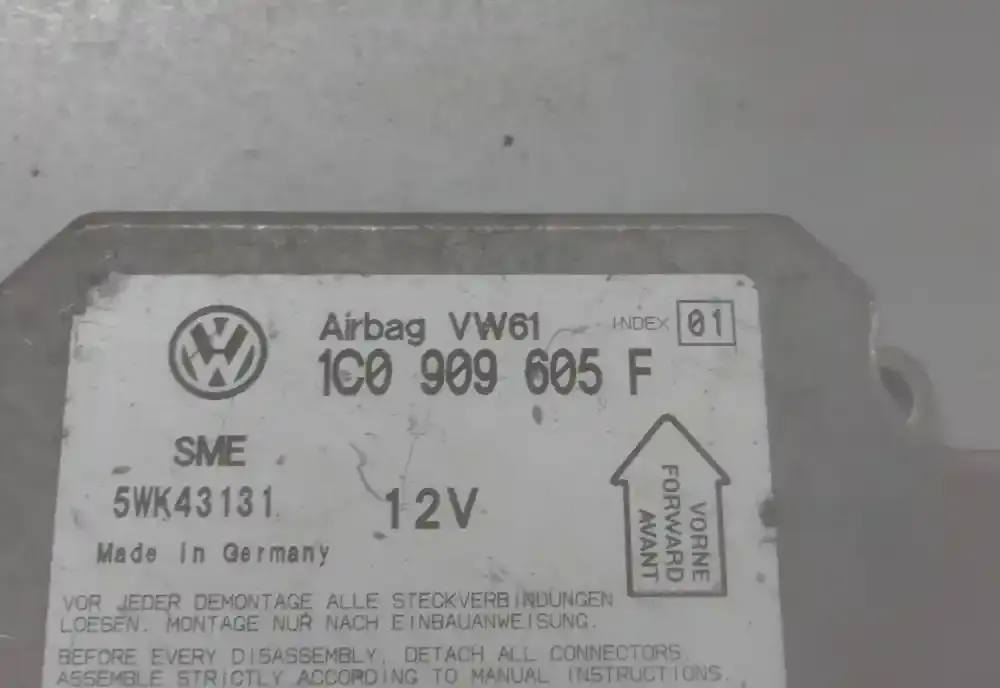 Airbag VW61 INDEX 01
1C0 909 605 F
SME
5WK43131 12V
Made in Germany
VORNE
FORWARD
AVANT
VOR JEDER DEMONTAGE ALLE STECKVERBINDUNGEN
LOESEN. MONTAGE NUR NACH EINBAUANWEISUNG.
BEFORE EVERY DISASSEMBLY, DETACH ALL CONNECTORS.
ASSEMBLE STRICTLY ACCORDING TO MANUAL INSTRUCTIONS.